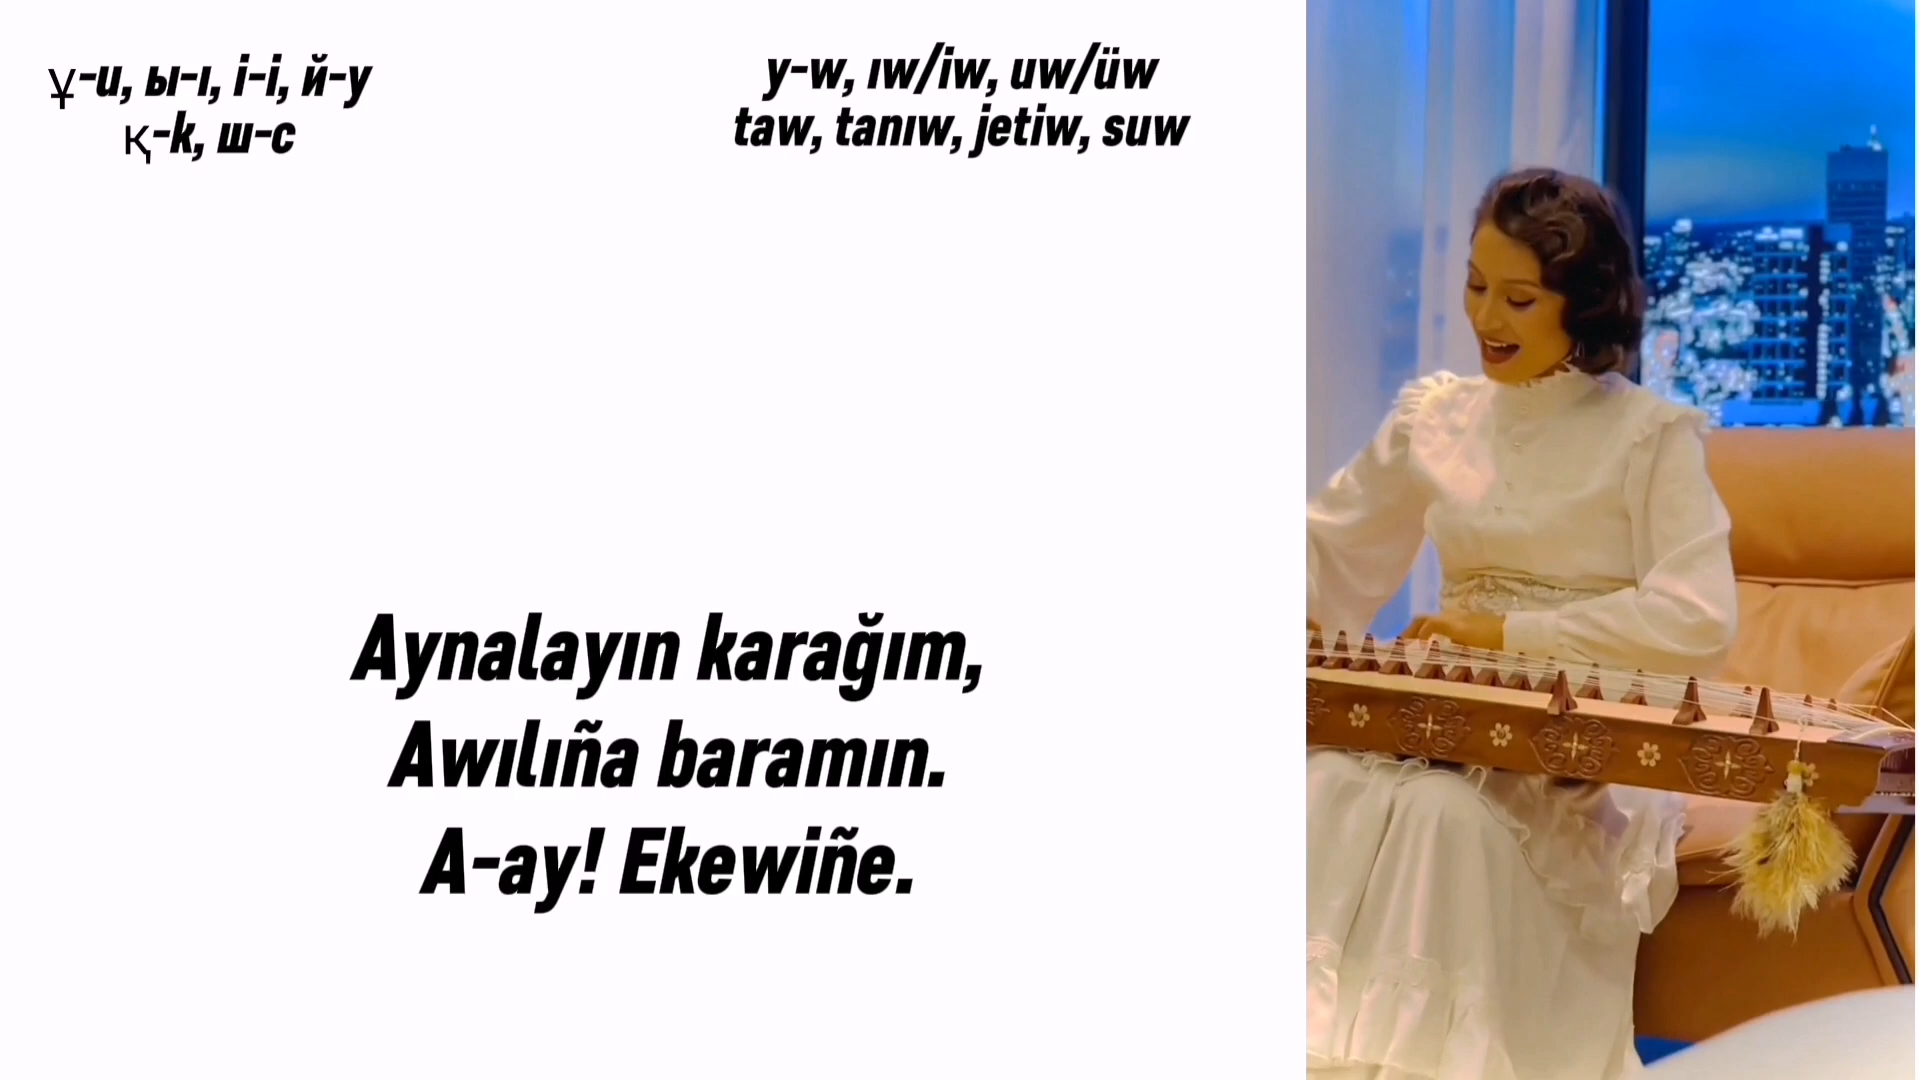 ұ-u, ы-ı, і-i, й-y
қ-k, ш-c
у-w, ıw/iw, uw/üw
taw, tanıw, jetiw, suw
Aynalayın karağım,
Awılıña baramın.
A-ay! Ekewiñe.